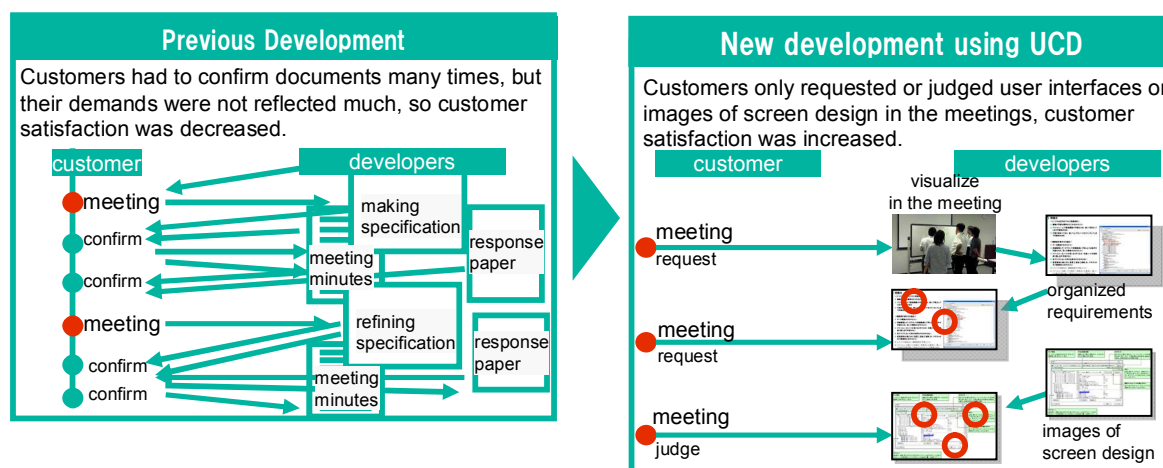 Previous Development
Customers had to confirm documents many times, but
their demands were not reflected much, so customer
satisfaction was decreased.
customer
developers
meeting
making
specification
confirm
response
paper
meeting
minutes
confirm
meeting
refining
specification
response
paper
confirm
meeting
minutes
confirm
New development using UCD
Customers only requested or judged user interfaces or
images of screen design in the meetings, customer
satisfaction was increased.
customer
developers
visualize
in the meeting
meeting
request
organized
requirements
meeting
request
meeting
judge
images of
screen design